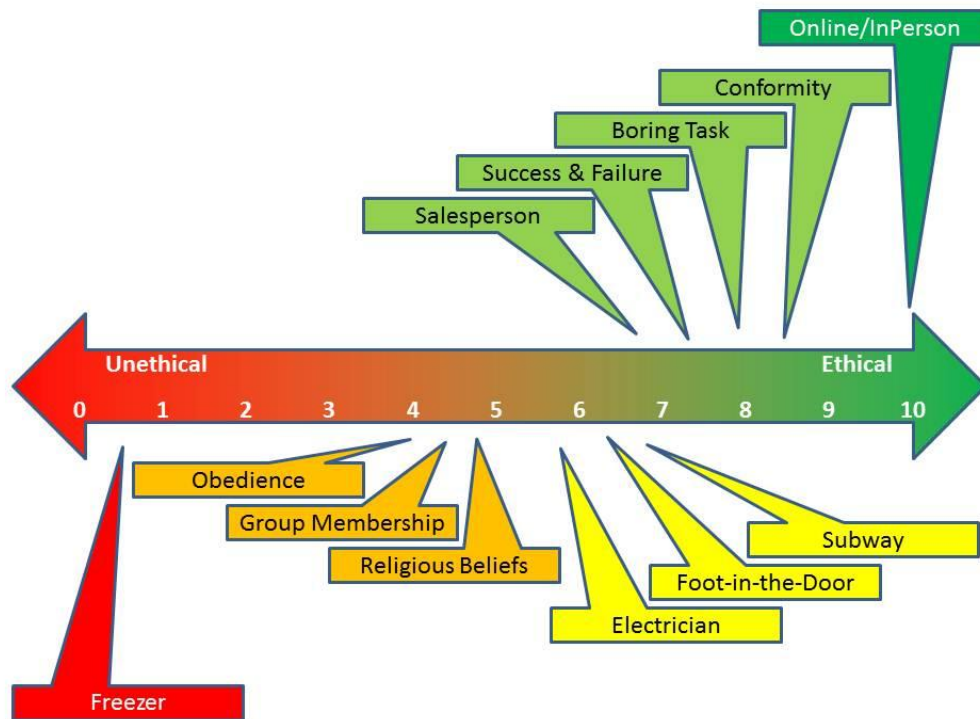 Online/InPerson
Conformity
Boring Task
Success & Failure
Salesperson
Unethical Ethical
0 1 2 3 4 5 6 7 8 9 10
Obedience
Group Membership
Religious Beliefs
Subway
Foot-in-the-Door
Electrician
Freezer